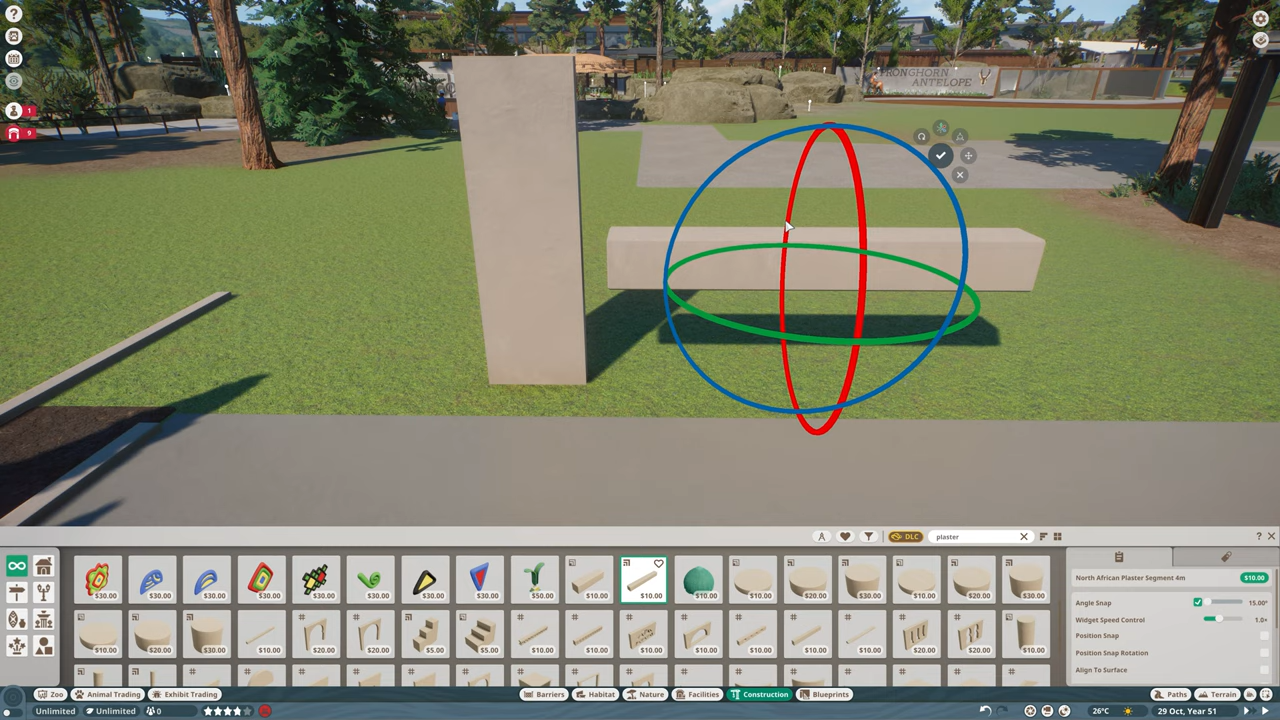 ?
1
9
PRONGHORN
ANTELOPE
DLC
plaster
?
$30.00 $30.00 $30.00 $30.00 $30.00 $30.00 $30.00 $30.00 $50.00 $10.00 $10.00 $10.00 $10.00 $20.00 $30.00 $10.00 $20.00 $30.00
North African Plaster Segment 4m $10.00
Angle Snap 15.00°
Widget Speed Control 1.0×
Position Snap
Position Snap Rotation
Align To Surface
$10.00 $20.00 $30.00 $10.00 $20.00 $20.00 $5.00 $5.00 $10.00 $10.00 $20.00 $20.00 $10.00 $10.00 $10.00 $20.00 $20.00 $10.00
Zoo Animal Trading Exhibit Trading Barriers Habitat Nature Facilities Construction Blueprints Paths Terrain
Unlimited Unlimited 0 26°C 29 Oct, Year 51